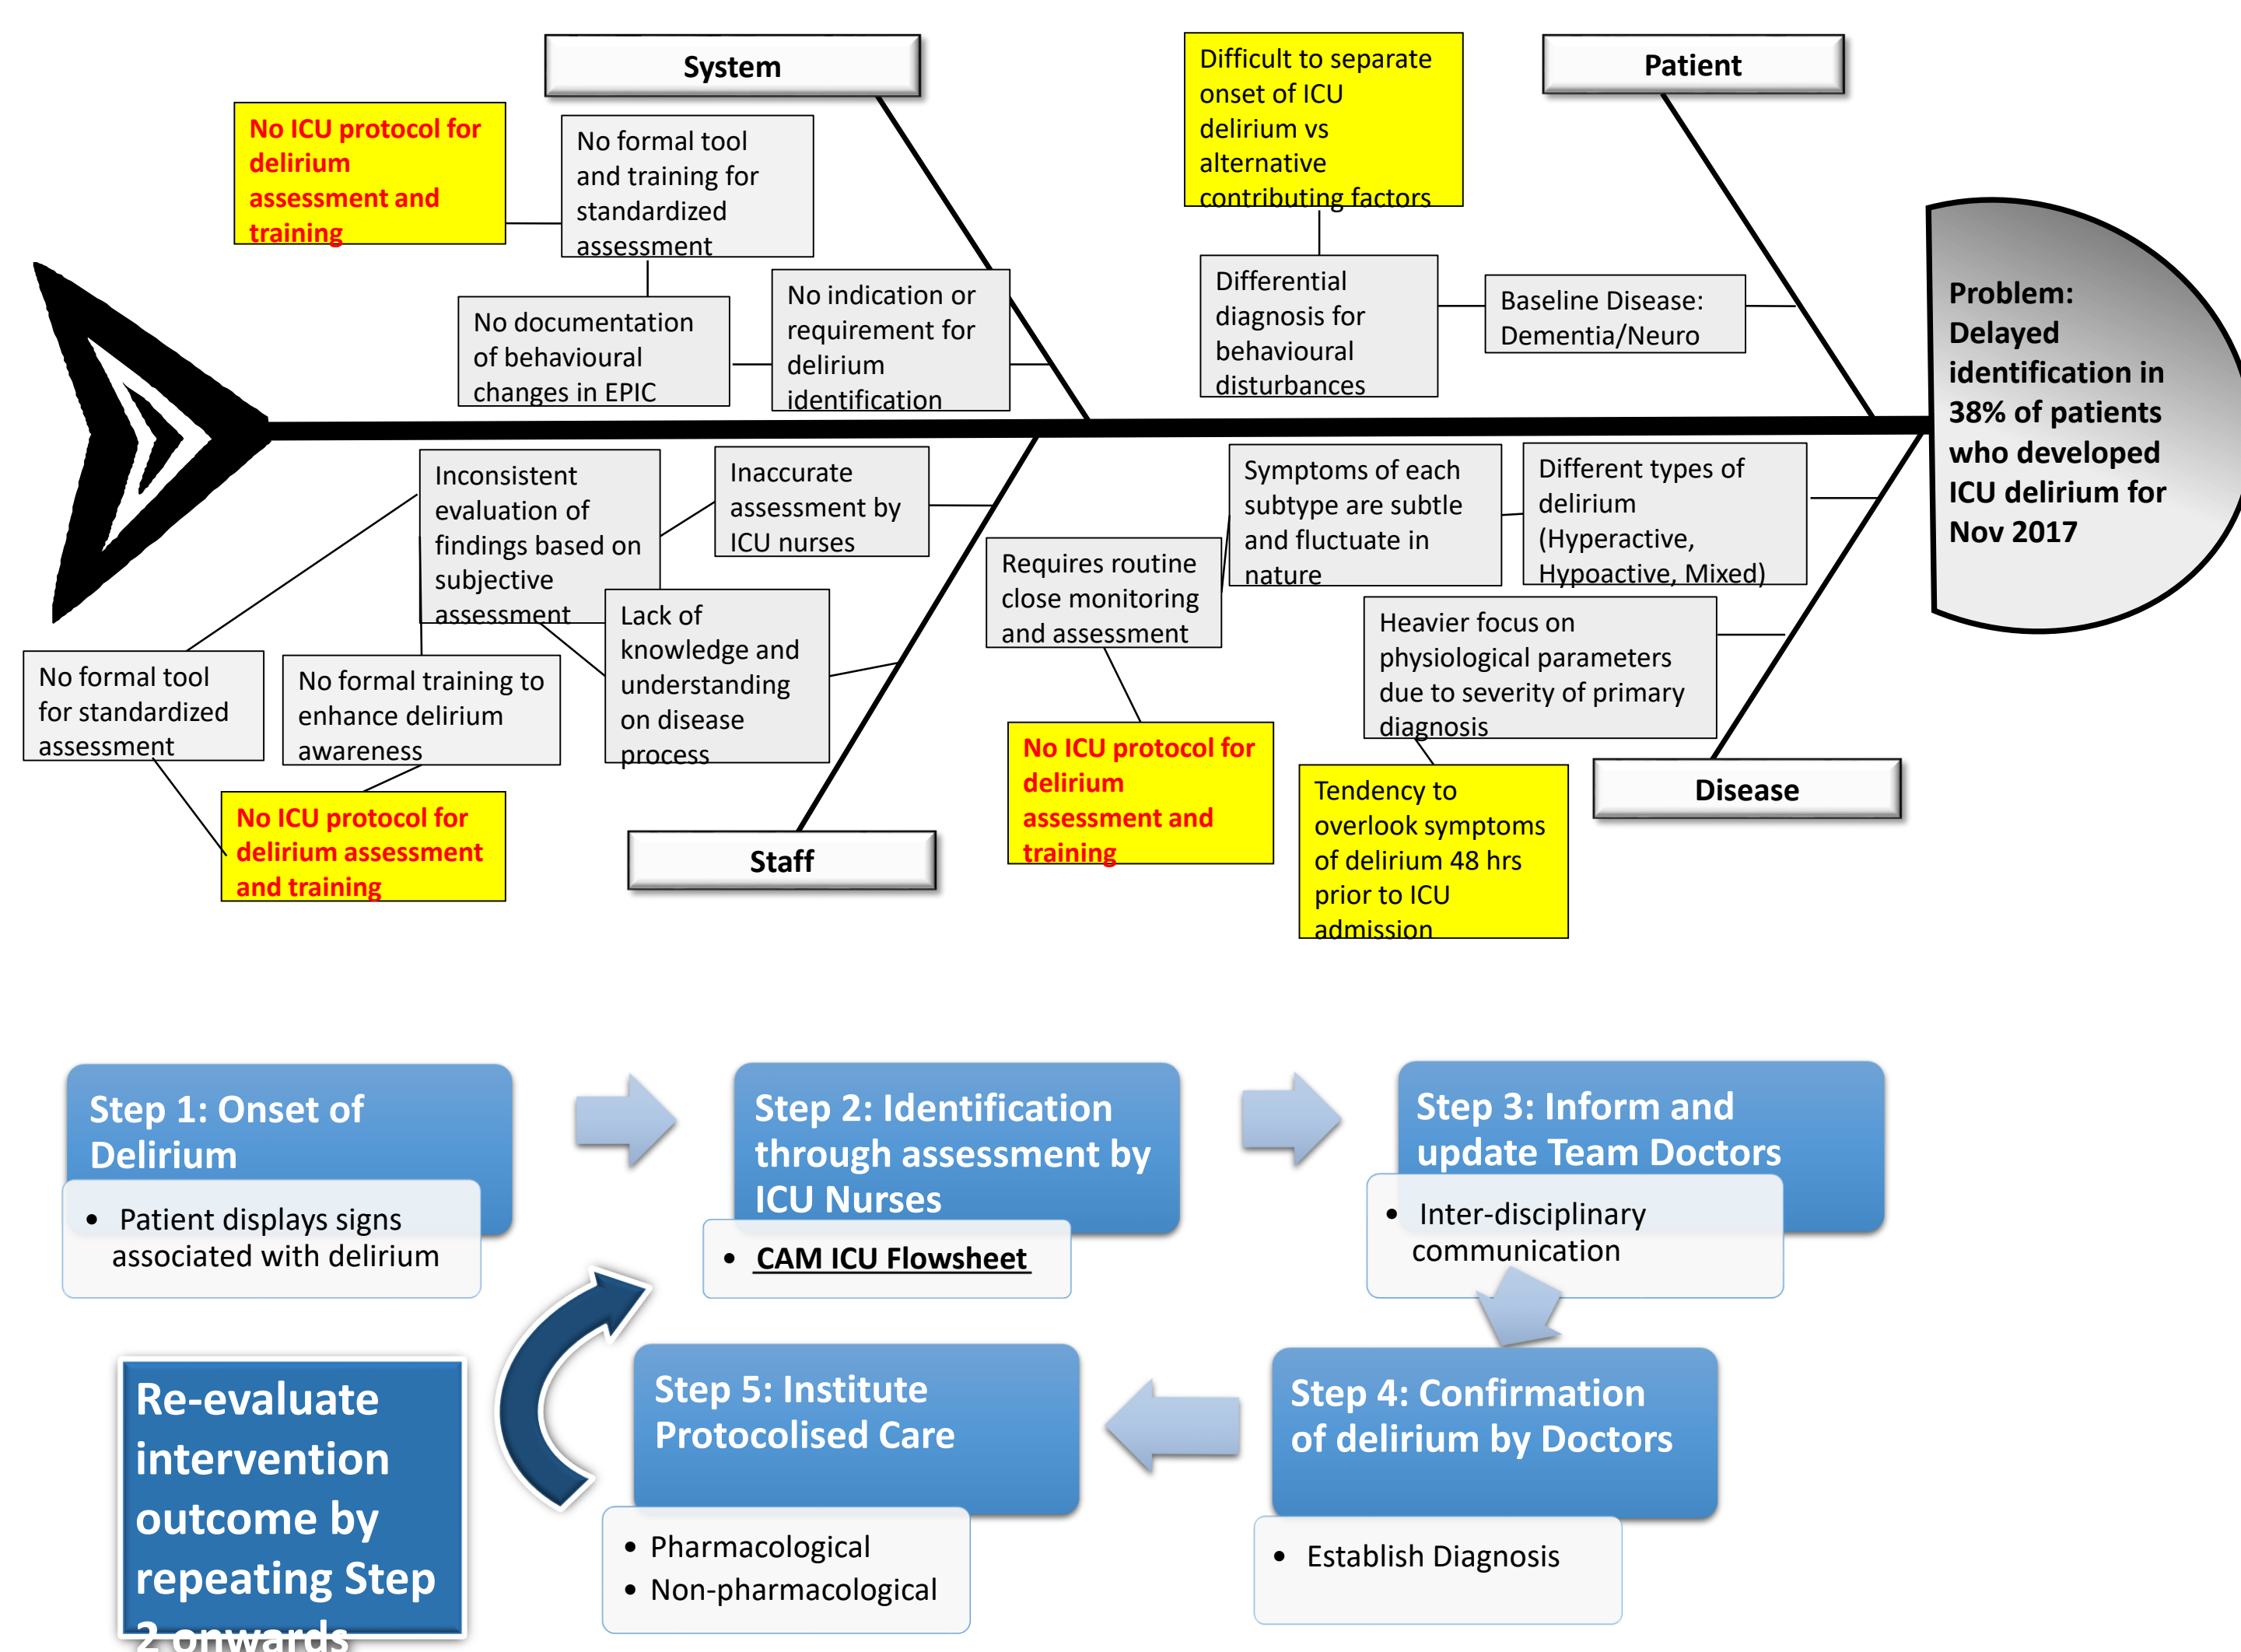 System
No ICU protocol for
delirium
assessment and
training
No formal tool
and training for
standardized
assessment
No documentation
of behavioural
changes in EPIC
No indication or
requirement for
delirium
identification
Difficult to separate
onset of ICU
delirium vs
alternative
contributing factors
Patient
Differential
diagnosis for
behavioural
disturbances
Baseline Disease:
Dementia/Neuro
Problem:
Delayed
identification in
38% of patients
who developed
ICU delirium for
Nov 2017
Inconsistent
evaluation of
findings based on
subjective
assessment
Inaccurate
assessment by
ICU nurses
Lack of
knowledge and
understanding
on disease
process
No formal tool
for standardized
assessment
No formal training to
enhance delirium
awareness
No ICU protocol for
delirium assessment
and training
Staff
Symptoms of each
subtype are subtle
and fluctuate in
nature
Different types of
delirium
(Hyperactive,
Hypoactive, Mixed)
Requires routine
close monitoring
and assessment
Heavier focus on
physiological parameters
due to severity of primary
diagnosis
No ICU protocol for
delirium
assessment and
training
Tendency to
overlook symptoms
of delirium 48 hrs
prior to ICU
admission
Disease
Step 1: Onset of
Delirium
• Patient displays signs
associated with delirium
Step 2: Identification
through assessment by
ICU Nurses
• CAM ICU Flowsheet
Step 3: Inform and
update Team Doctors
• Inter-disciplinary
communication
Step 4: Confirmation
of delirium by Doctors
• Establish Diagnosis
Step 5: Institute
Protocolised Care
• Pharmacological
• Non-pharmacological
Re-evaluate
intervention
outcome by
repeating Step
2 onwards